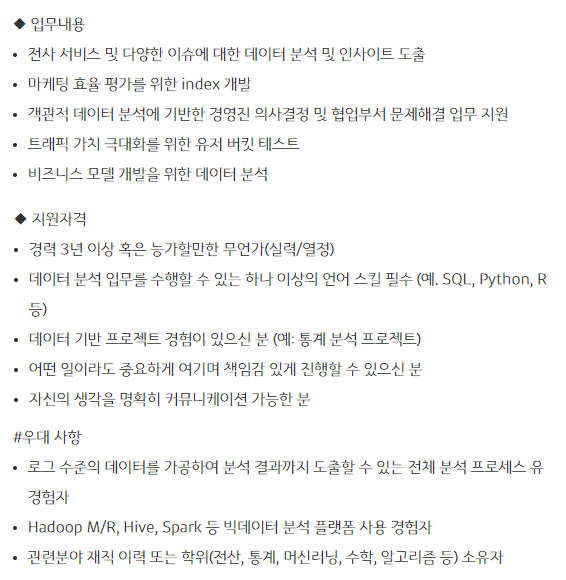 ◆ 업무내용
• 전사 서비스 및 다양한 이슈에 대한 데이터 분석 및 인사이트 도출
• 마케팅 효율 평가를 위한 index 개발
• 객관적 데이터 분석에 기반한 경영진 의사결정 및 협업부서 문제해결 업무 지원
• 트래픽 가치 극대화를 위한 유저 버킷 테스트
• 비즈니스 모델 개발을 위한 데이터 분석
◆ 지원자격
• 경력 3년 이상 혹은 능가할만한 무언가(실력/열정)
• 데이터 분석 업무를 수행할 수 있는 하나 이상의 언어 스킬 필수 (예. SQL, Python, R
등)
• 데이터 기반 프로젝트 경험이 있으신 분 (예: 통계 분석 프로젝트)
• 어떤 일이라도 중요하게 여기며 책임감 있게 진행할 수 있으신 분
• 자신의 생각을 명확히 커뮤니케이션 가능한 분
#우대 사항
• 로그 수준의 데이터를 가공하여 분석 결과까지 도출할 수 있는 전체 분석 프로세스 유
경험자
• Hadoop M/R, Hive, Spark 등 빅데이터 분석 플랫폼 사용 경험자
• 관련분야 재직 이력 또는 학위(전산, 통계, 머신러닝, 수학, 알고리즘 등) 소유자